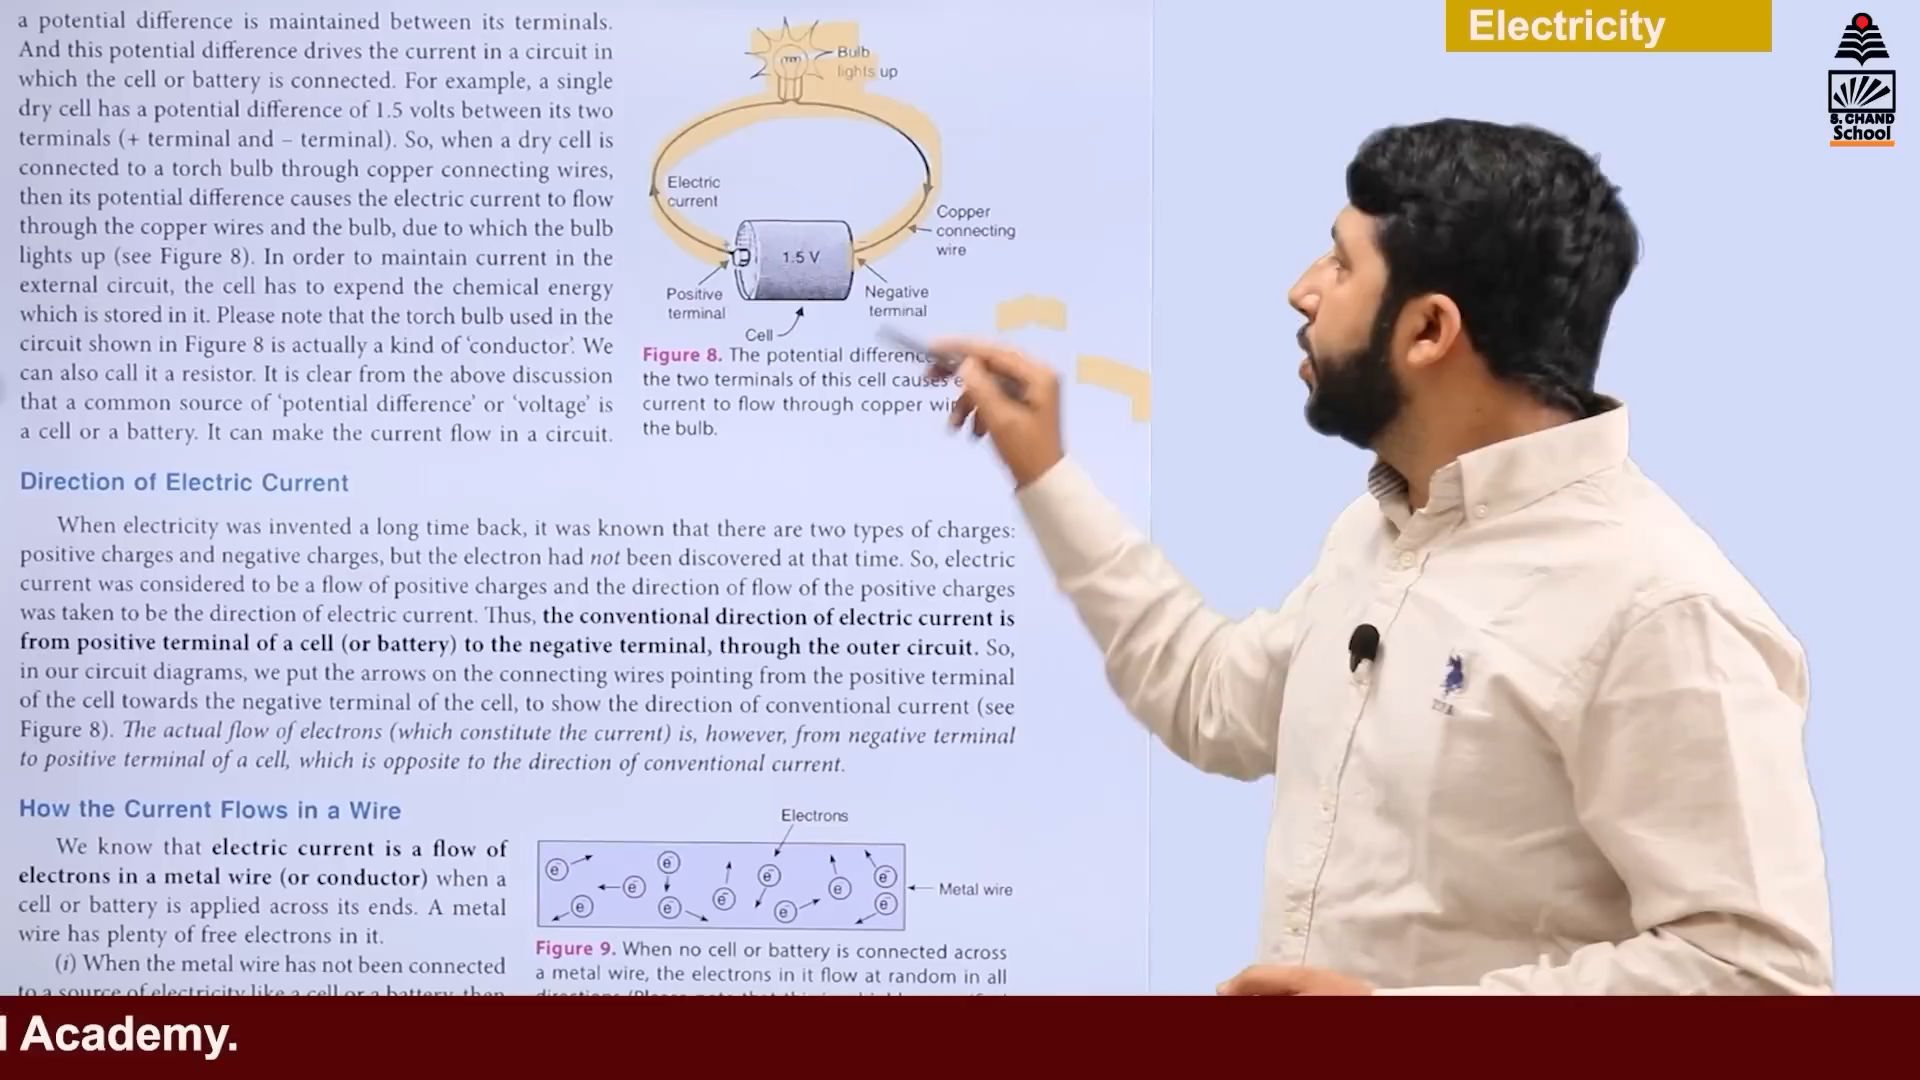 a potential difference is maintained between its terminals.
And this potential difference drives the current in a circuit in
which the cell or battery is connected. For example, a single
dry cell has a potential difference of 1.5 volts between its two
terminals (+ terminal and – terminal). So, when a dry cell is
connected to a torch bulb through copper connecting wires,
then its potential difference causes the electric current to flow
through the copper wires and the bulb, due to which the bulb
lights up (see Figure 8). In order to maintain current in the
external circuit, the cell has to expend the chemical energy
which is stored in it. Please note that the torch bulb used in the
circuit shown in Figure 8 is actually a kind of ‘conductor’. We
can also call it a resistor. It is clear from the above discussion
that a common source of ‘potential difference’ or ‘voltage’ is
a cell or a battery. It can make the current flow in a circuit.
Bulb
lights up
Electric
current
Copper
connecting
wire
1.5 V
Positive
terminal
Negative
terminal
Cell
Figure 8. The potential difference
the two terminals of this cell causes e
current to flow through copper wi
the bulb.
Direction of Electric Current
When electricity was invented a long time back, it was known that there are two types of charges:
positive charges and negative charges, but the electron had not been discovered at that time. So, electric
current was considered to be a flow of positive charges and the direction of flow of the positive charges
was taken to be the direction of electric current. Thus, the conventional direction of electric current is
from positive terminal of a cell (or battery) to the negative terminal, through the outer circuit. So,
in our circuit diagrams, we put the arrows on the connecting wires pointing from the positive terminal
of the cell towards the negative terminal of the cell, to show the direction of conventional current (see
Figure 8). The actual flow of electrons (which constitute the current) is, however, from negative terminal
to positive terminal of a cell, which is opposite to the direction of conventional current.
How the Current Flows in a Wire
We know that electric current is a flow of
electrons in a metal wire (or conductor) when a
cell or battery is applied across its ends. A metal
wire has plenty of free electrons in it.
(i) When the metal wire has not been connected
to a source of electricity like a cell or a battery, then
Electrons
e⁻ e⁻ e⁻ e⁻ e⁻ e⁻ e⁻ e⁻ e⁻ e⁻ e⁻
Metal wire
Figure 9. When no cell or battery is connected across
a metal wire, the electrons in it flow at random in all
Electricity
S. CHAND
School
Academy.